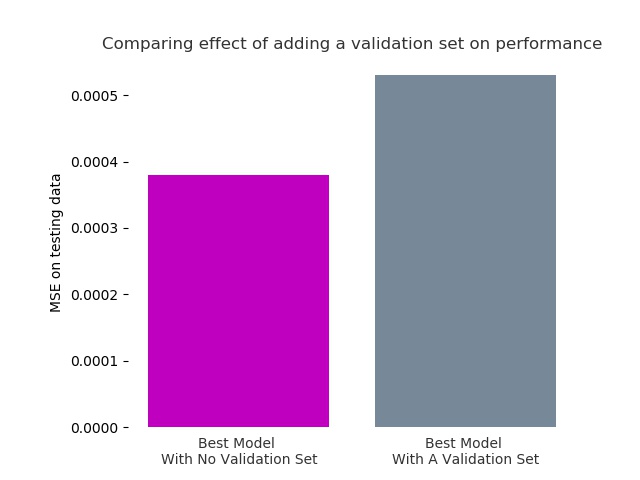 Comparing effect of adding a validation set on performance
MSE on testing data
0.0005
0.0004
0.0003
0.0002
0.0001
0.0000
Best Model
With No Validation Set
Best Model
With A Validation Set